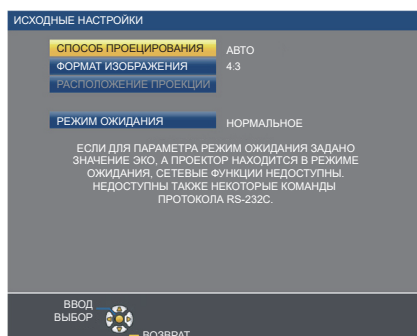 ИСХОДНЫЕ НАСТРОЙКИ
СПОСОБ ПРОЕЦИРОВАНИЯ АВТО
ФОРМАТ ИЗОБРАЖЕНИЯ 4:3
РАСПОЛОЖЕНИЕ ПРОЕКЦИИ
РЕЖИМ ОЖИДАНИЯ НОРМАЛЬНОЕ
ЕСЛИ ДЛЯ ПАРАМЕТРА РЕЖИМ ОЖИДАНИЯ ЗАДАНО
ЗНАЧЕНИЕ ЭКО, А ПРОЕКТОР НАХОДИТСЯ В РЕЖИМЕ
ОЖИДАНИЯ, СЕТЕВЫЕ ФУНКЦИИ НЕДОСТУПНЫ.
НЕДОСТУПНЫ ТАКЖЕ НЕКОТОРЫЕ КОМАНДЫ
ПРОТОКОЛА RS-232C.
ВВОД
ВЫБОР
ВОЗВРАТ